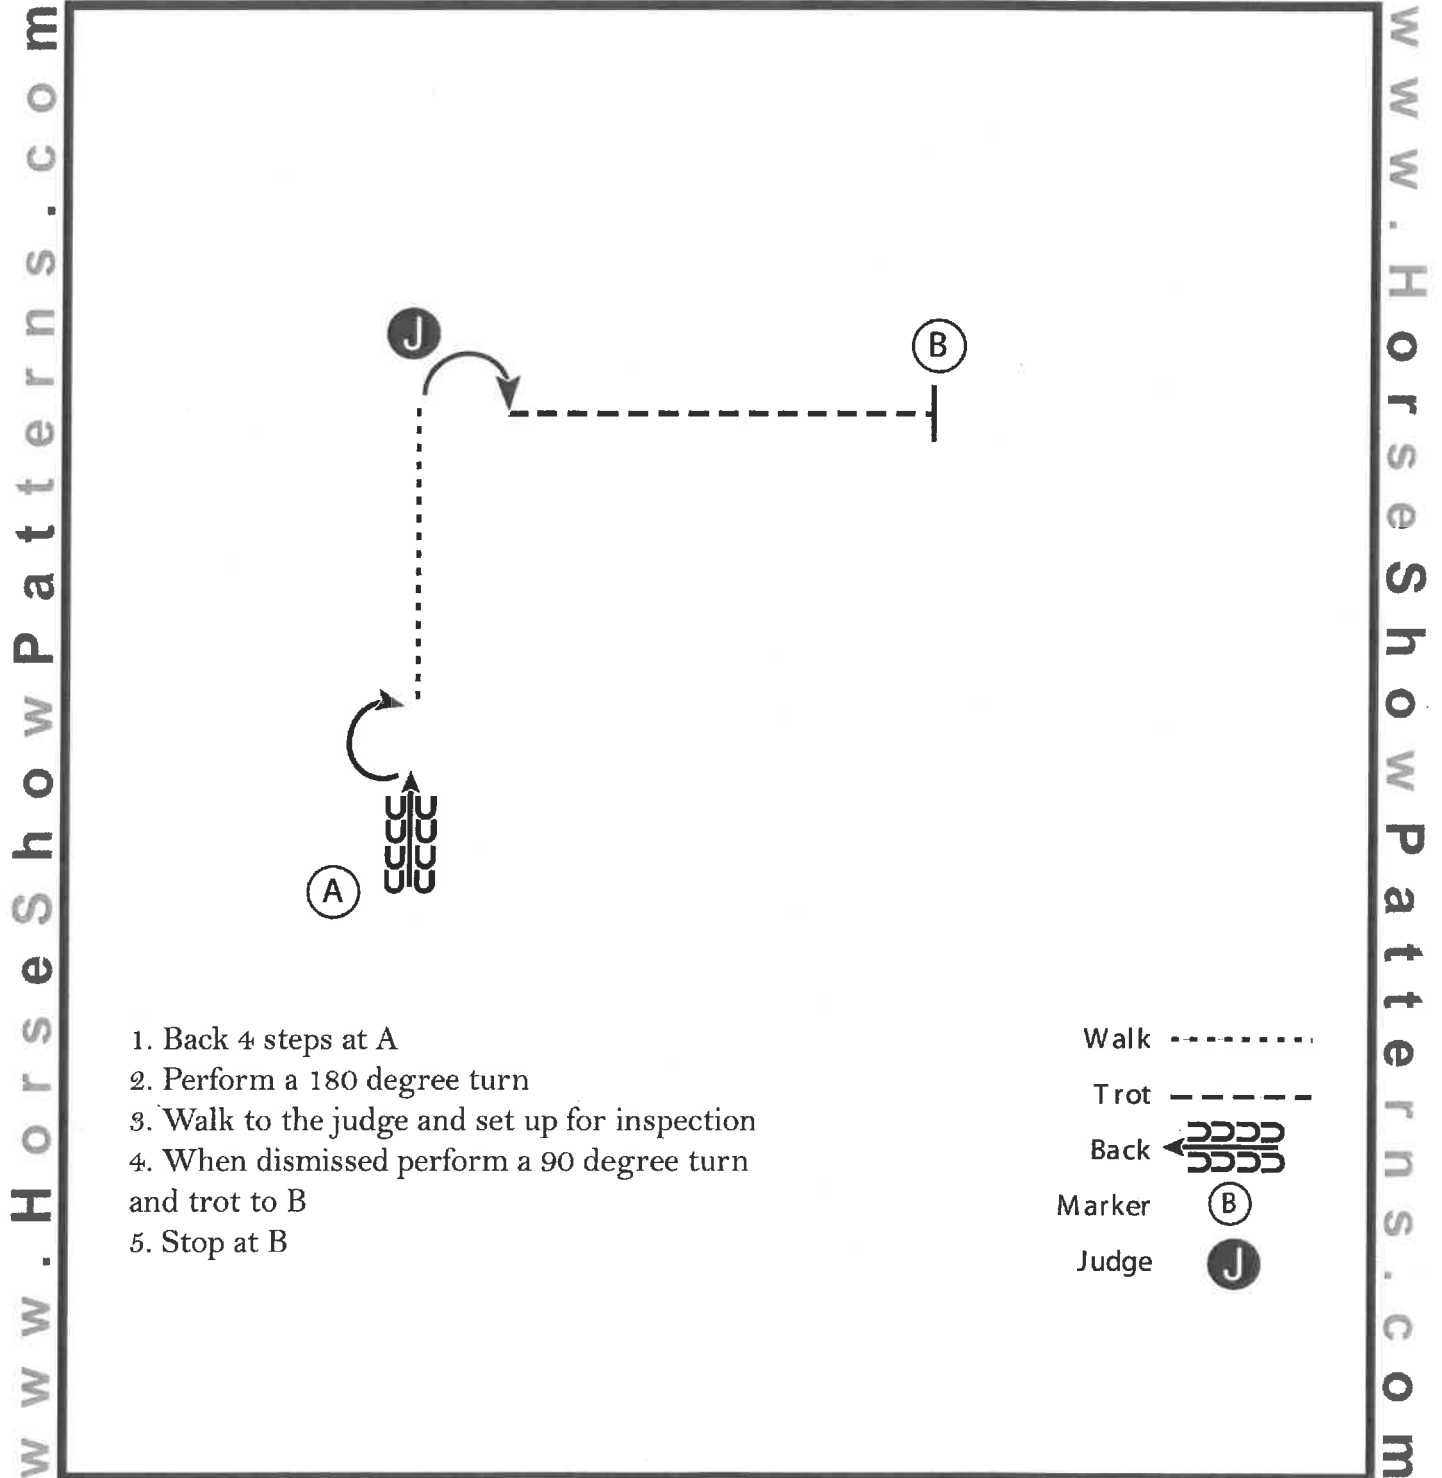 www.HorseShowPatterns.com
www.HorseShowPatterns.com
J
B
A
1. Back 4 steps at A
2. Perform a 180 degree turn
3. Walk to the judge and set up for inspection
4. When dismissed perform a 90 degree turn
and trot to B
5. Stop at B
Walk
Trot
Back
Marker B
Judge J